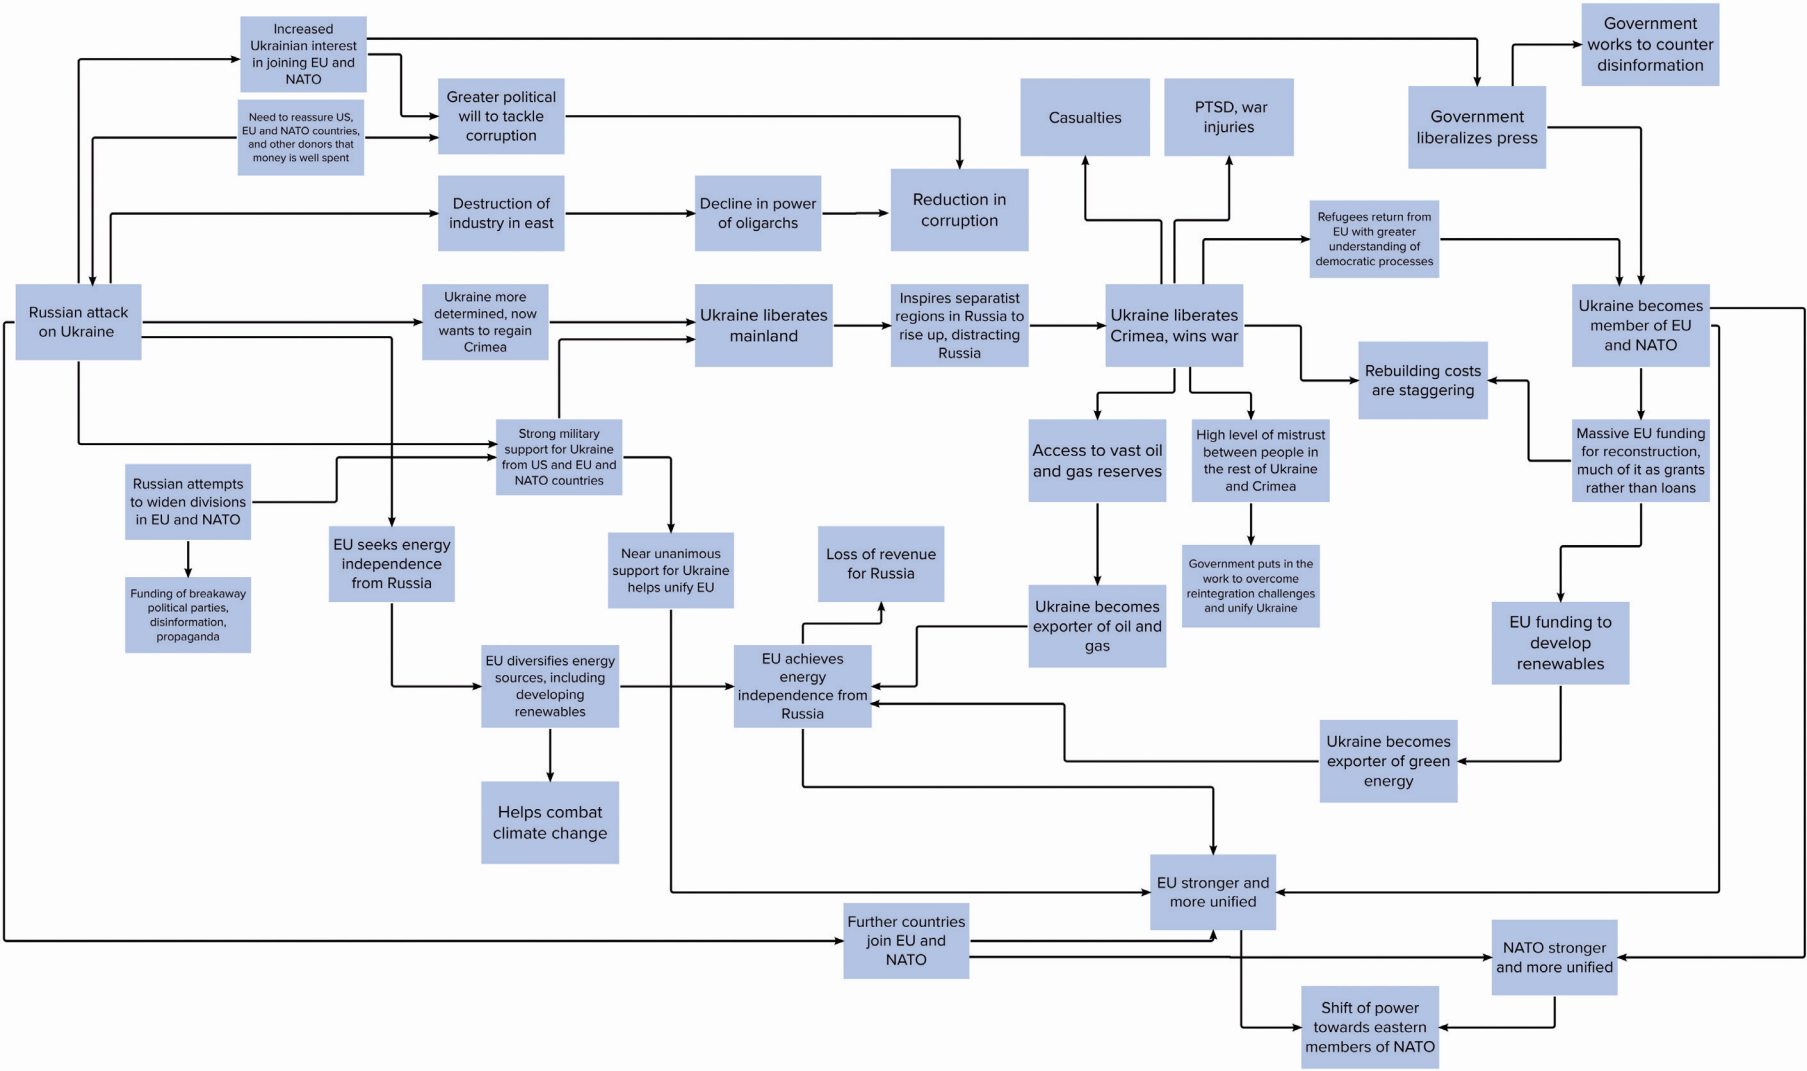 Increased
Ukrainian interest
in joining EU and
NATO
Government
works to counter
disinformation
Need to reassure US,
EU and NATO countries,
and other donors that
money is well spent
Greater political
will to tackle
corruption
Casualties
PTSD, war
injuries
Government
liberalizes press
Destruction of
industry in east
Decline in power
of oligarchs
Reduction in
corruption
Refugees return from
EU with greater
understanding of
democratic processes
Russian attack
on Ukraine
Ukraine more
determined, now
wants to regain
Crimea
Ukraine liberates
mainland
Inspires separatist
regions in Russia to
rise up, distracting
Russia
Ukraine liberates
Crimea, wins war
Ukraine becomes
member of EU
and NATO
Rebuilding costs
are staggering
Strong military
support for Ukraine
from US and EU and
NATO countries
Access to vast oil
and gas reserves
High level of mistrust
between people in
the rest of Ukraine
and Crimea
Massive EU funding
for reconstruction,
much of it as grants
rather than loans
Russian attempts
to widen divisions
in EU and NATO
EU seeks energy
independence
from Russia
Near unanimous
support for Ukraine
helps unify EU
Loss of revenue
for Russia
Government puts in the
work to overcome
reintegration challenges
and unify Ukraine
Funding of breakaway
political parties,
disinformation,
propaganda
Ukraine becomes
exporter of oil and
gas
EU funding to
develop
renewables
EU diversifies energy
sources, including
developing
renewables
EU achieves
energy
independence from
Russia
Ukraine becomes
exporter of green
energy
Helps combat
climate change
EU stronger and
more unified
Further countries
join EU and
NATO
NATO stronger
and more unified
Shift of power
towards eastern
members of NATO